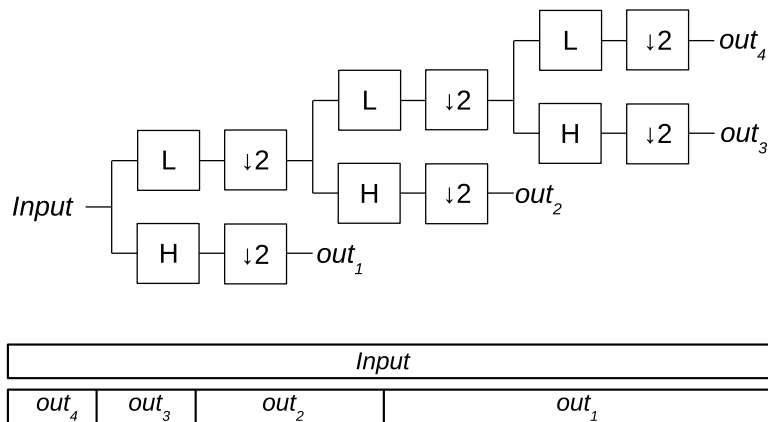 L ↓2 out4
L ↓2
H ↓2 out3
L ↓2
H ↓2 out2
Input
H ↓2 out1
Input
out4 out3 out2 out1